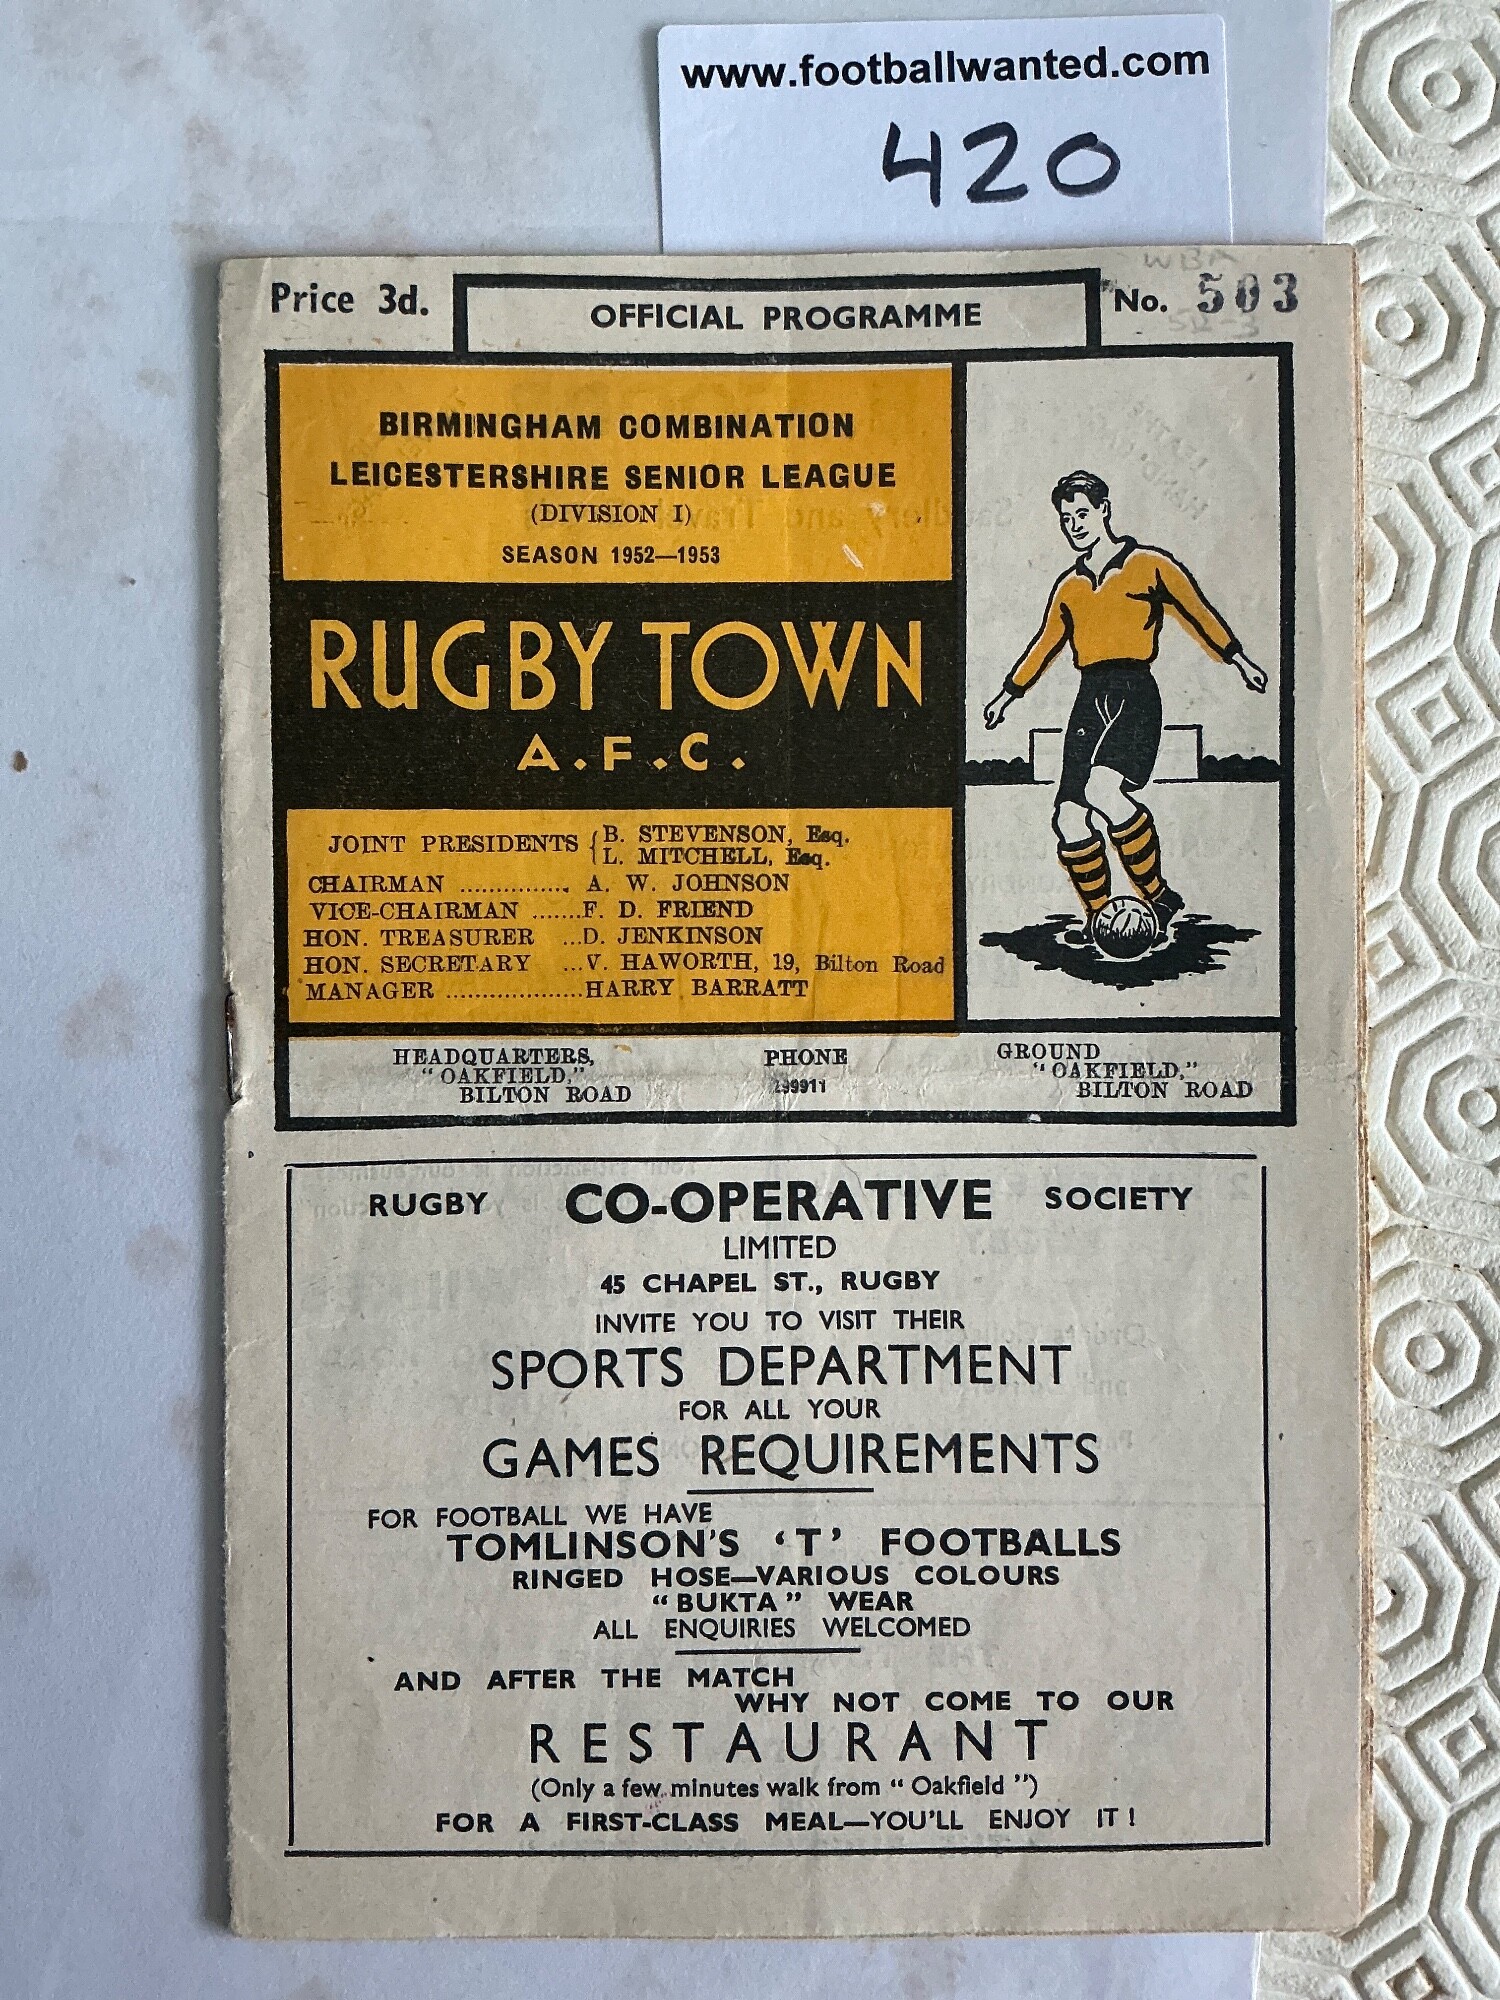 www.footballwanted.com
420
Price 3d.
OFFICIAL PROGRAMME
WBA
No. 503
52-3
BIRMINGHAM COMBINATION
LEICESTERSHIRE SENIOR LEAGUE
(DIVISION I)
SEASON 1952—1953
RUGBY TOWN
A.F.C.
JOINT PRESIDENTS { B. STEVENSON, Esq.
L. MITCHELL, Esq.
CHAIRMAN ............... A. W. JOHNSON
VICE-CHAIRMAN .......F. D. FRIEND
HON. TREASURER ...D. JENKINSON
HON. SECRETARY ...V. HAWORTH, 19, Bilton Road
MANAGER ...................HARRY BARRATT
HEADQUARTERS,
"OAKFIELD,"
BILTON ROAD
PHONE
GROUND
"OAKFIELD,"
BILTON ROAD
RUGBY CO-OPERATIVE SOCIETY
LIMITED
45 CHAPEL ST., RUGBY
INVITE YOU TO VISIT THEIR
SPORTS DEPARTMENT
FOR ALL YOUR
GAMES REQUIREMENTS
FOR FOOTBALL WE HAVE
TOMLINSON'S 'T' FOOTBALLS
RINGED HOSE—VARIOUS COLOURS
"BUKTA" WEAR
ALL ENQUIRIES WELCOMED
AND AFTER THE MATCH
WHY NOT COME TO OUR
RESTAURANT
(Only a few minutes walk from "Oakfield")
FOR A FIRST-CLASS MEAL—YOU'LL ENJOY IT!